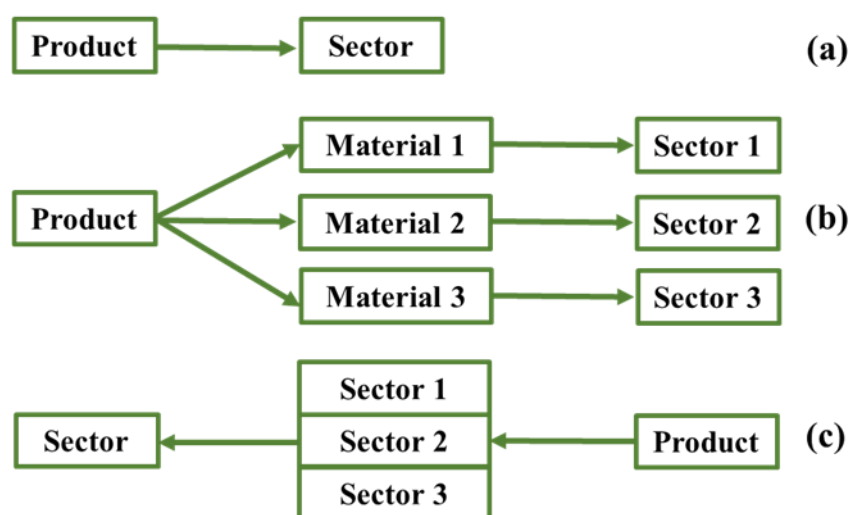 Product Sector (a)
Material 1 Sector 1
Product Material 2 Sector 2 (b)
Material 3 Sector 3
Sector 1
Sector Sector 2 Product (c)
Sector 3